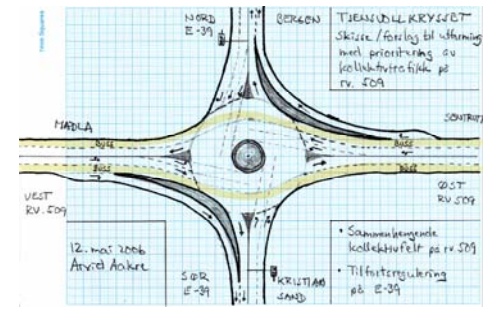 NORD
E-39
BERGEN
TJENSVOLLKRYSSET
skisse/forslag til utforming
med prioritering av
kollektivtrafikk på
rv. 509
MADLA
SENTRUM
BUSS
BUSS
BUSS
BUSS
VEST
RV. 509
ØST
RV 509
12. mai 2006
Arvid Aakre
SØR
E-39
KRISTIAN
SAND
• Sammenhengende
kollektivfelt på rv 509
• Tilfartsregulering
på E-39